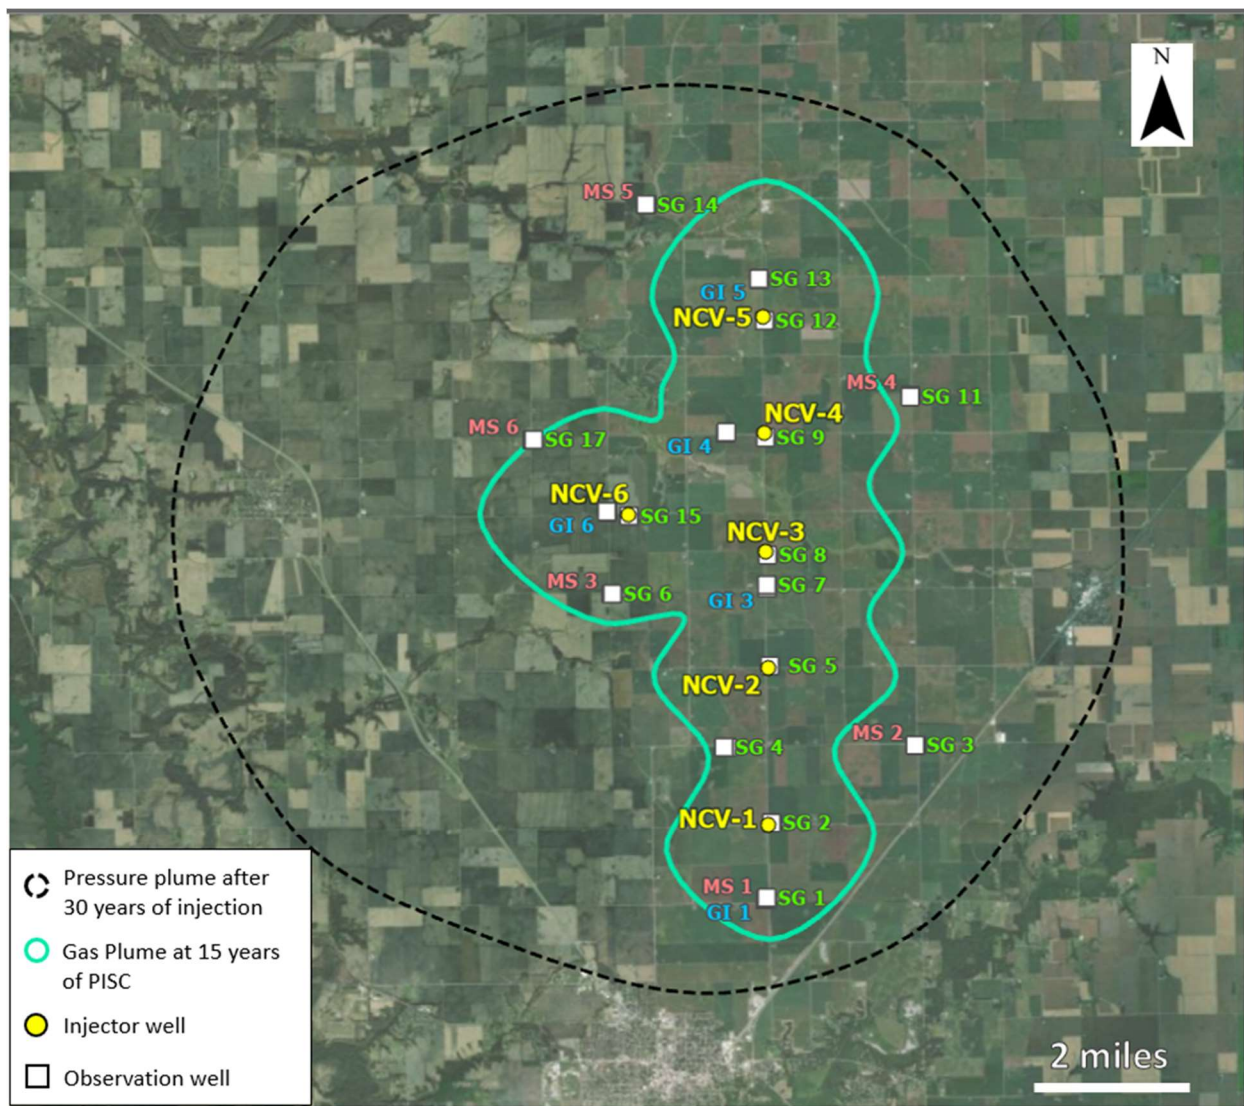 N
MS 5
SG 14
SG 13
GI 5
NCV-5
SG 12
MS 4
SG 11
NCV-4
MS 6
SG 17
GI 4
SG 9
NCV-6
SG 15
GI 6
NCV-3
SG 8
MS 3
SG 6
SG 7
GI 3
SG 5
NCV-2
MS 2
SG 4
SG 3
NCV-1
SG 2
MS 1
SG 1
GI 1
Pressure plume after
30 years of injection
Gas Plume at 15 years
of PISC
Injector well
Observation well
2 miles